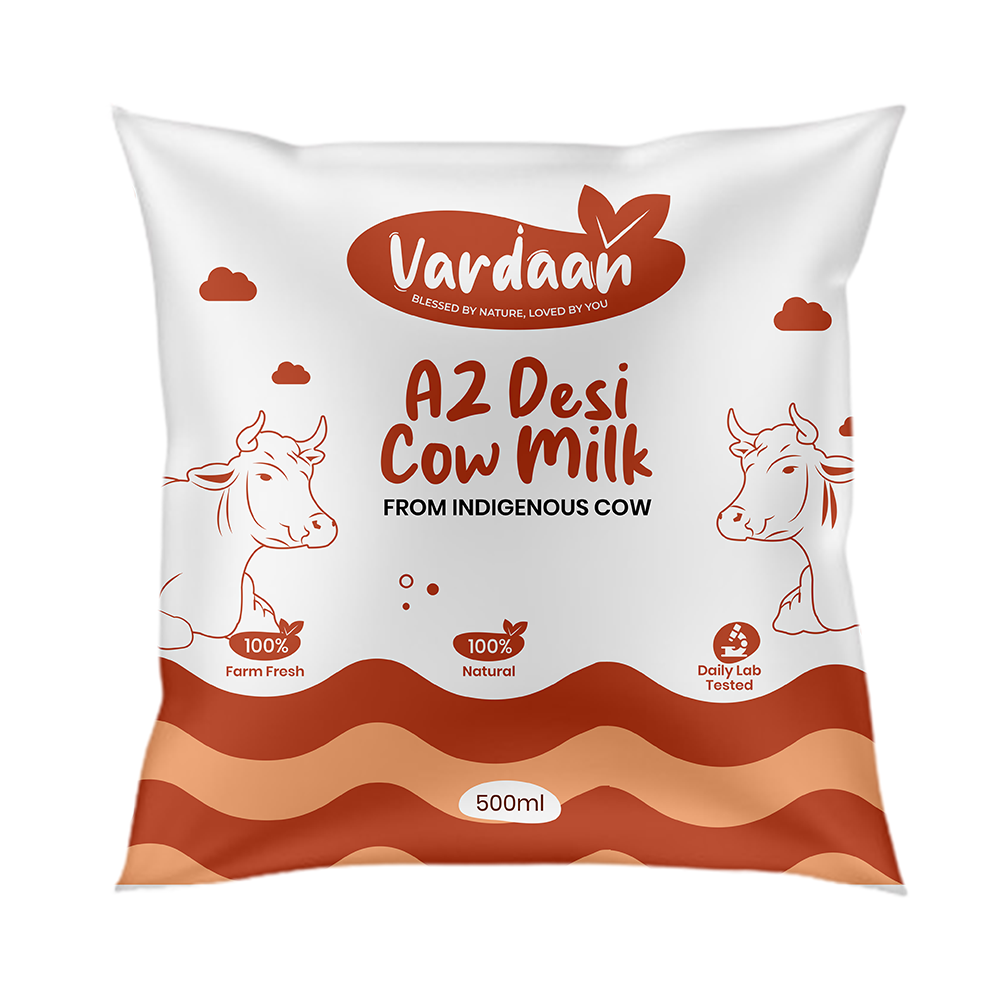 Vardaan
BLESSED BY NATURE, LOVED BY YOU
A2 Desi
Cow Milk
FROM INDIGENOUS COW
100%
Farm Fresh
100%
Natural
Daily Lab
Tested
500ml